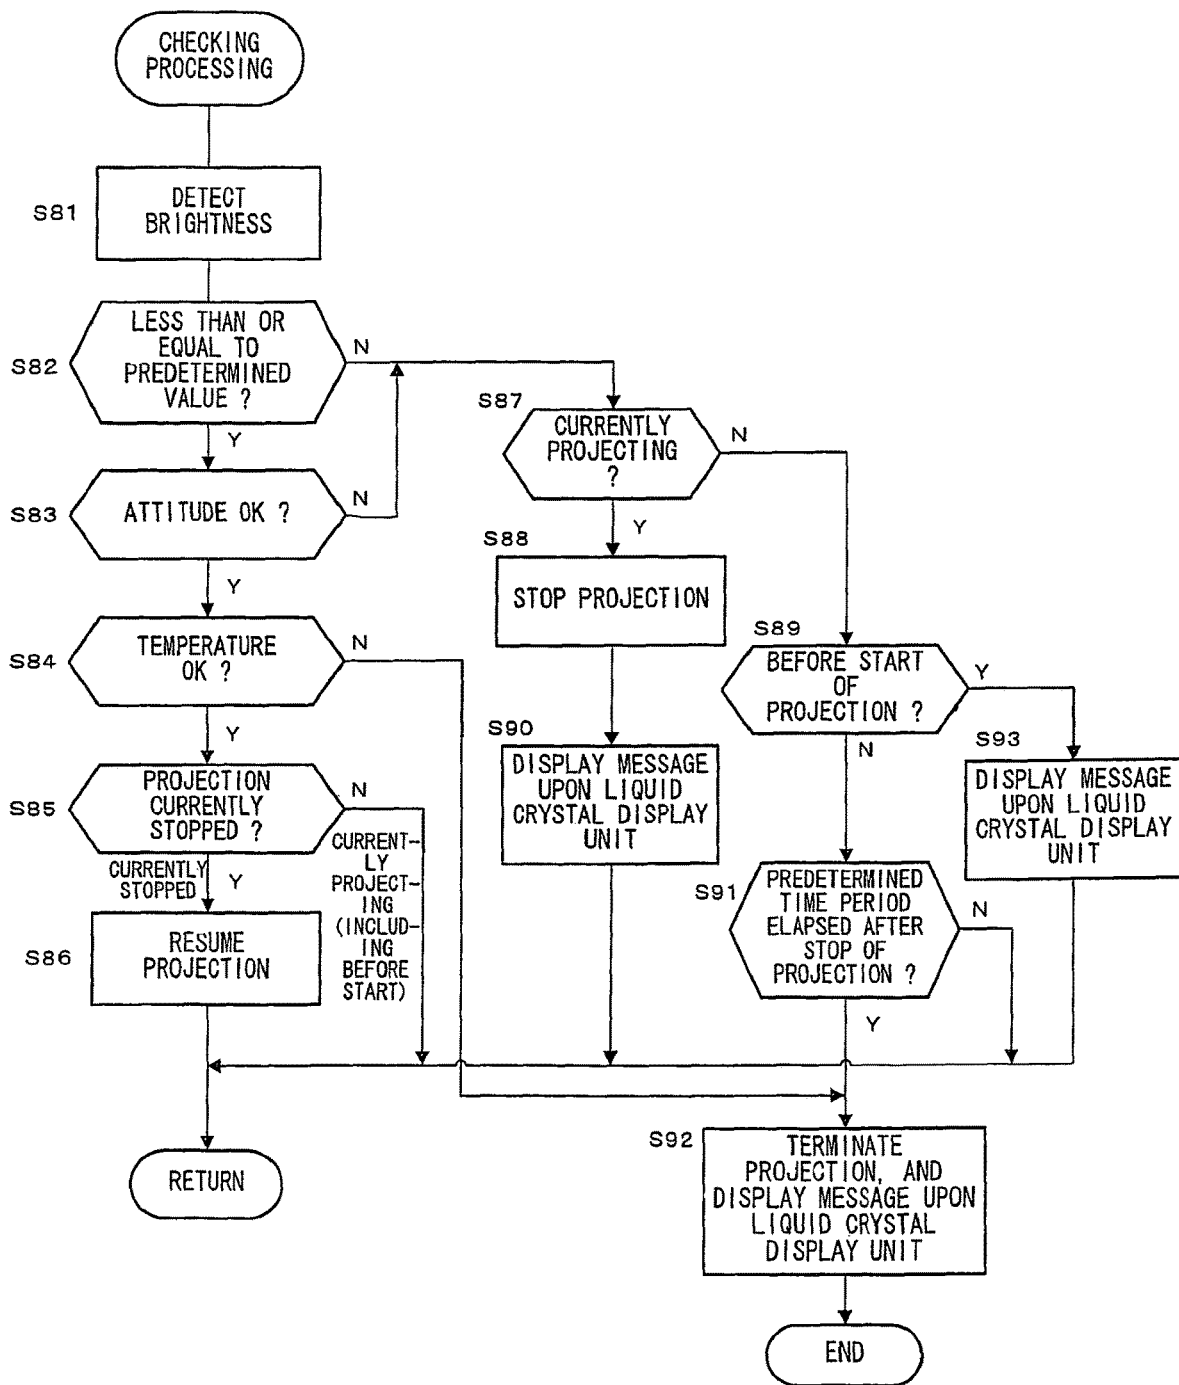 CHECKING
PROCESSING
S81
DETECT
BRIGHTNESS
S82
LESS THAN OR
EQUAL TO
PREDETERMINED
VALUE ?
N
Y
S83
ATTITUDE OK ?
N
Y
S84
TEMPERATURE
OK ?
N
Y
S85
PROJECTION
CURRENTLY
STOPPED ?
N
CURRENTLY
STOPPED
Y
CURRENT-
LY
PROJECT-
ING
(INCLUD-
ING
BEFORE
START)
S86
RESUME
PROJECTION
RETURN
S87
CURRENTLY
PROJECTING
?
N
Y
S88
STOP PROJECTION
S90
DISPLAY MESSAGE
UPON LIQUID
CRYSTAL DISPLAY
UNIT
S89
BEFORE START
OF
PROJECTION ?
Y
N
S93
DISPLAY MESSAGE
UPON LIQUID
CRYSTAL DISPLAY
UNIT
S91
PREDETERMINED
TIME PERIOD
ELAPSED AFTER
STOP OF
PROJECTION ?
N
Y
S92
TERMINATE
PROJECTION, AND
DISPLAY MESSAGE UPON
LIQUID CRYSTAL
DISPLAY UNIT
END